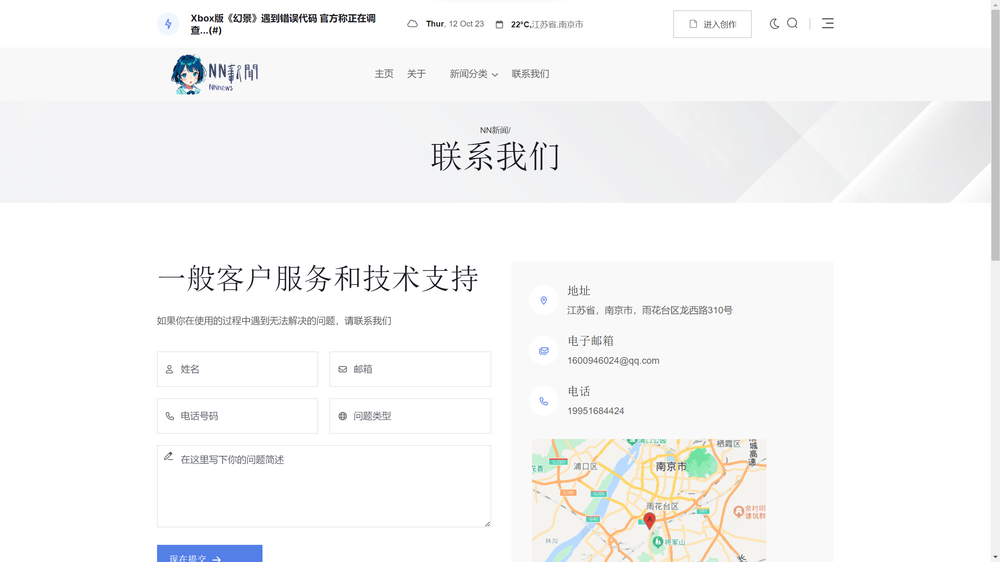 Xbox版《幻景》遇到错误代码 官方称正在调
查...(#)
Thur, 12 Oct 23
22°C,江苏省.南京市
进入创作
NN新聞
NNnews
主页
关于
新闻分类
联系我们
NN新闻/
联系我们
一般客户服务和技术支持
如果你在使用的过程中遇到无法解决的问题，请联系我们
姓名
邮箱
电话号码
问题类型
在这里写下你的问题简述
现在提交
地址
江苏省，南京市，雨花台区龙西路310号
电子邮箱
1600946024@qq.com
电话
19951684424
浦口公园
栖霞区
城
高
速
G2501
花香
浦口区
南京市
G346
G205
雨花台区
S87
佘村明
建筑群
G42
A
林沟
将军山
长